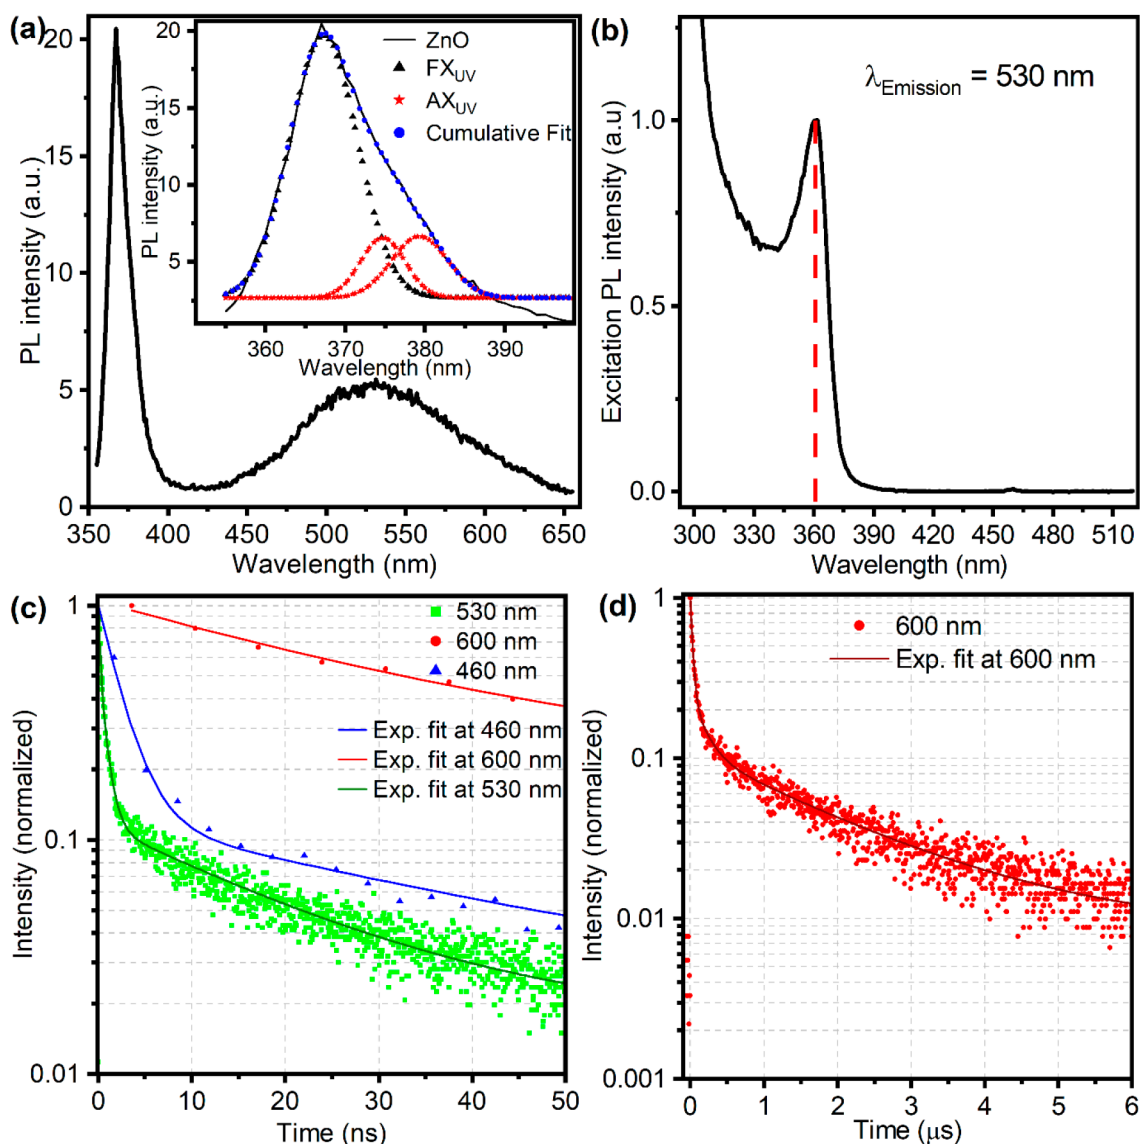 (a)
PL intensity (a.u.)
20
15
10
5
0
350 400 450 500 550 600 650
Wavelength (nm)
PL intensity (a.u.)
20
15
10
5
360 370 380 390
Wavelength (nm)
ZnO
FXUV
AXUV
Cumulative Fit
(b)
λEmission = 530 nm
Excitation PL intensity (a.u)
1.0
0.5
0.0
300 330 360 390 420 450 480 510
Wavelength (nm)
(c)
Intensity (normalized)
1
0.1
0.01
530 nm
600 nm
460 nm
Exp. fit at 460 nm
Exp. fit at 600 nm
Exp. fit at 530 nm
0 10 20 30 40 50
Time (ns)
(d)
Intensity (normalized)
1
0.1
0.01
0.001
600 nm
Exp. fit at 600 nm
0 1 2 3 4 5 6
Time (μs)